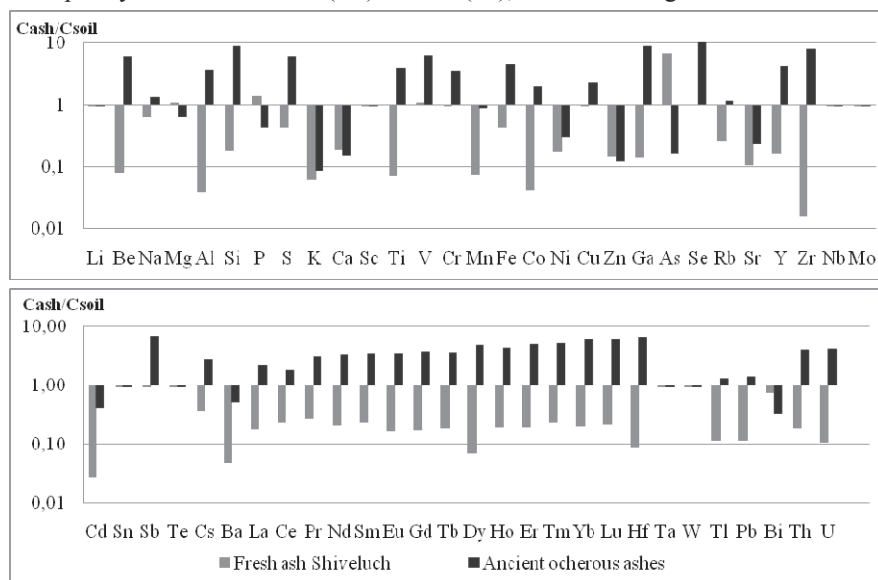 Cash/Csoil
10
1
0,1
0,01
Li Be Na Mg Al Si P S K Ca Sc Ti V Cr Mn Fe Co Ni Cu Zn Ga As Se Rb Sr Y Zr Nb Mo
Cash/Csoil
10,00
1,00
0,10
0,01
Cd Sn Sb Te Cs Ba La Ce Pr Nd Sm Eu Gd Tb Dy Ho Er Tm Yb Lu Hf Ta W Tl Pb Bi Th U
Fresh ash Shiveluch Ancient ocherous ashes